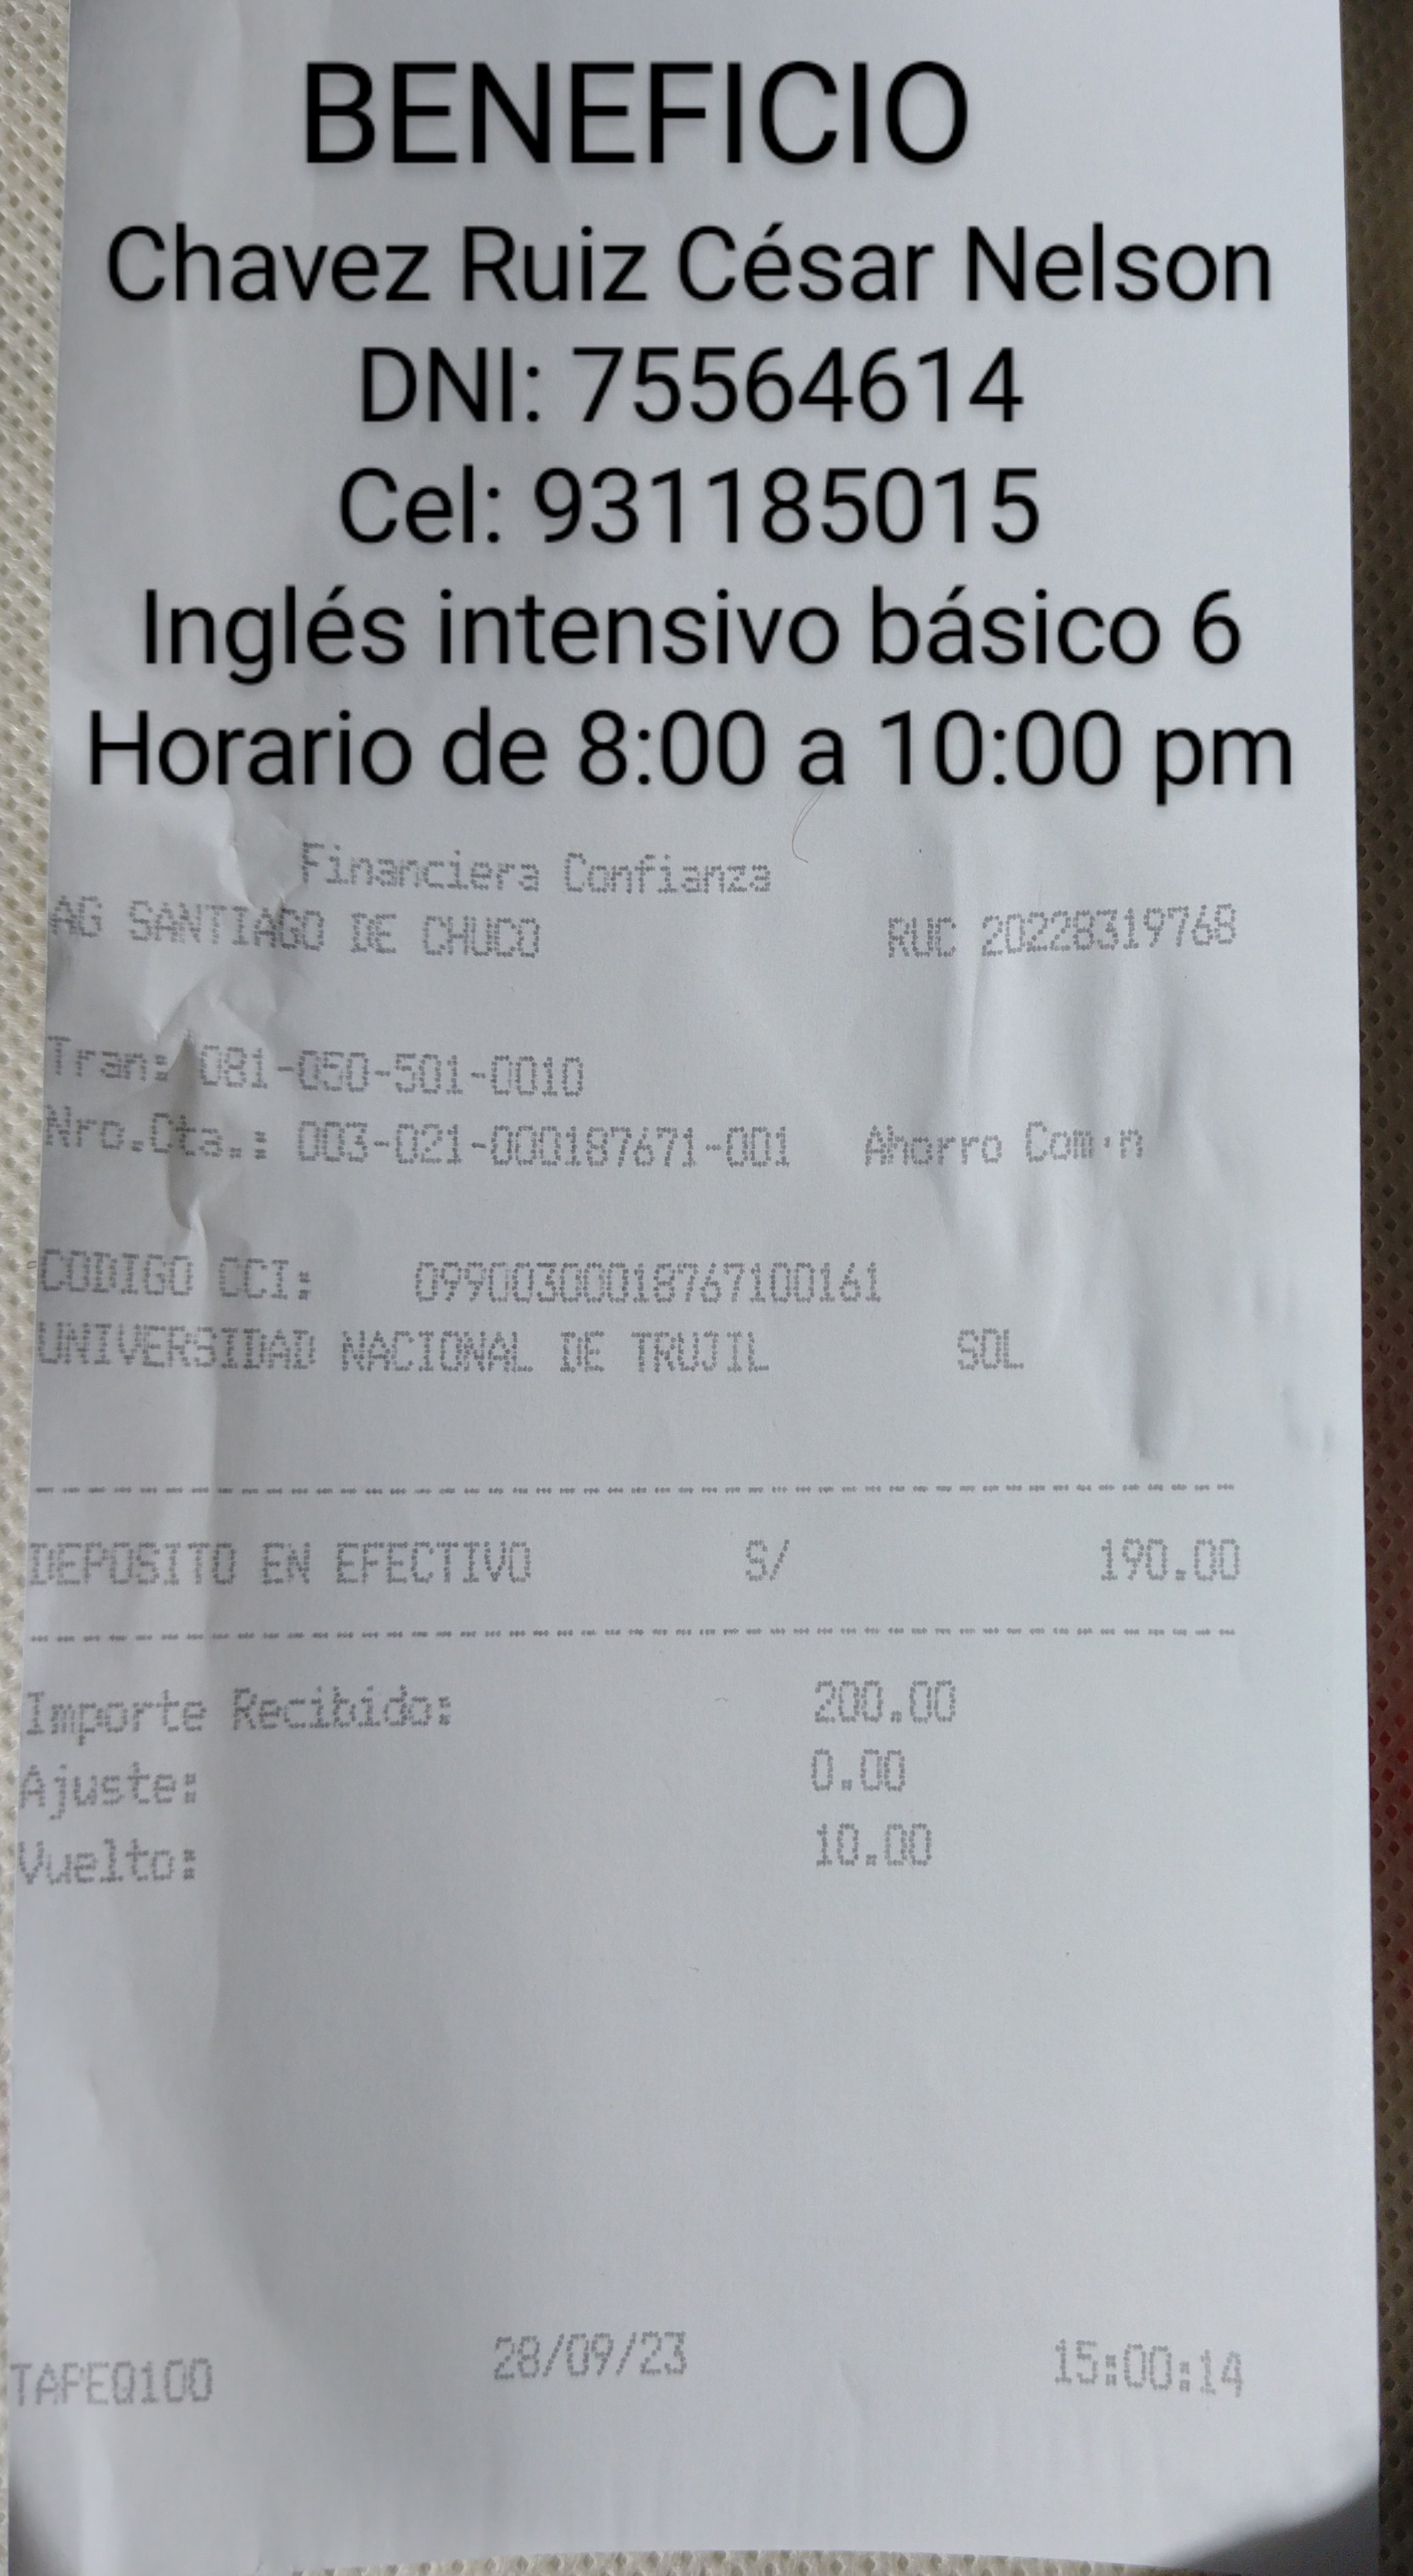 BENEFICIO
Chavez Ruiz César Nelson
DNI: 75564614
Cel: 931185015
Inglés intensivo básico 6
Horario de 8:00 a 10:00 pm
Financiera Confianza
AG SANTIAGO DE CHUCO RUC 20228319768
Tran: 081-030-301-0010
Nro.Cta.: 003-021-000187671-001 Ahorro Com·n
CODIGO CCI: 09900300018767100161
UNIVERSIDAD NACIONAL DE TRUJIL SOL
DEPOSITO EN EFECTIVO S/ 190.00
Importe Recibido: 200.00
Ajuste: 0.00
Vuelto: 10.00
TAPEQ100 28/09/23 15:00:14